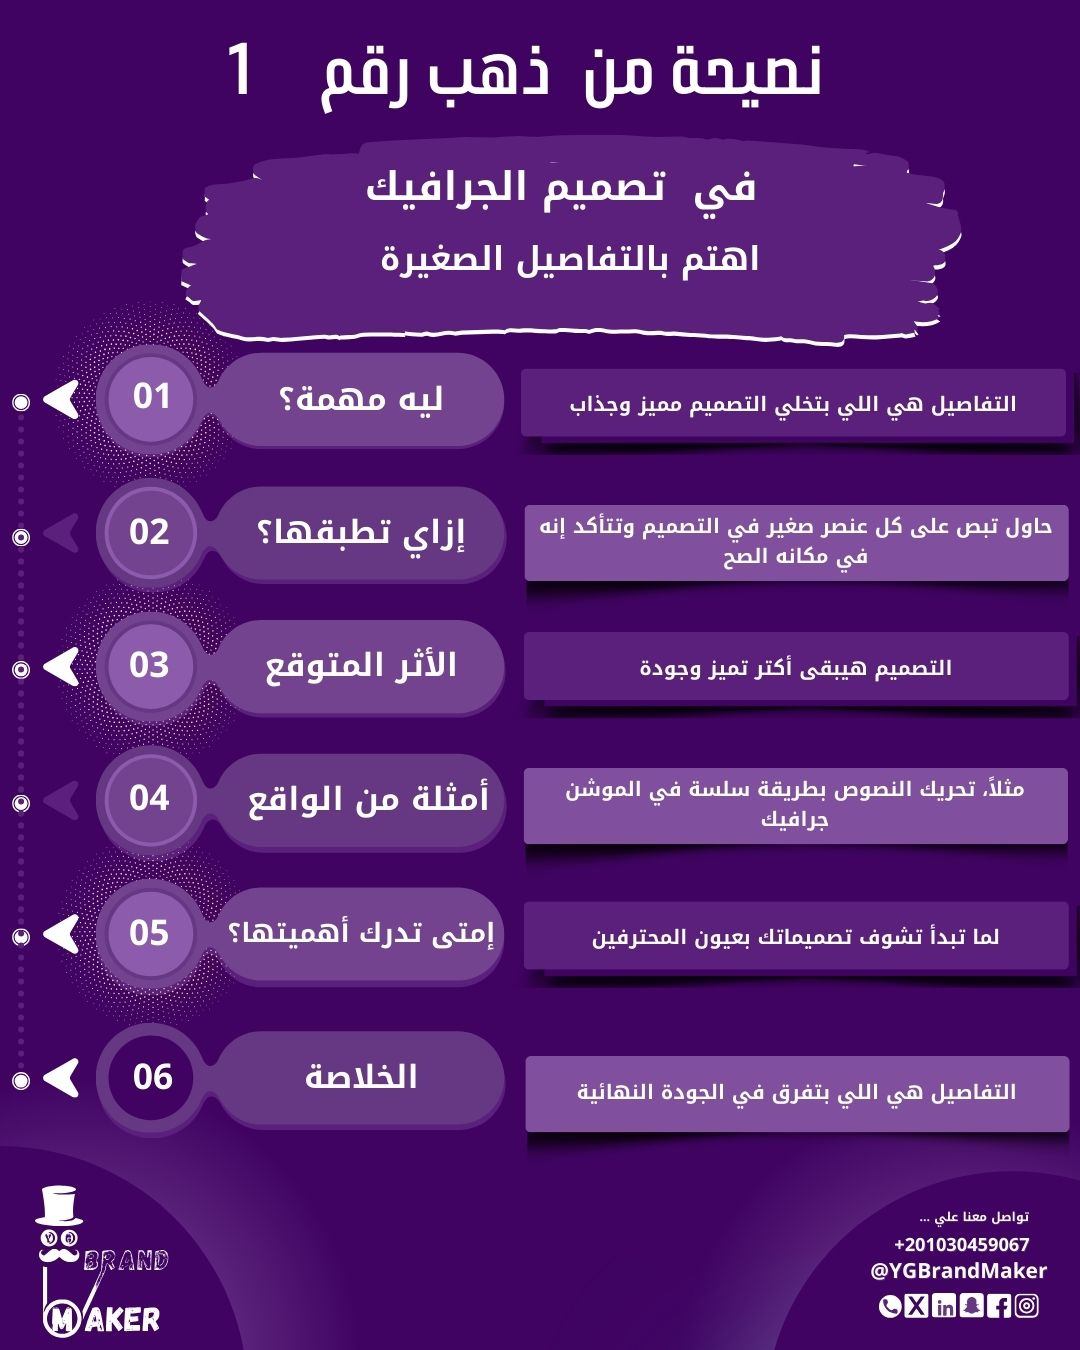 نصيحة من ذهب رقم 1
في تصميم الجرافيك
اهتم بالتفاصيل الصغيرة
01
ليه مهمة؟
التفاصيل هي اللي بتخلي التصميم مميز وجذاب
02
إزاي تطبقها؟
حاول تبص على كل عنصر صغير في التصميم وتتأكد إنه
في مكانه الصح
03
الأثر المتوقع
التصميم هيبقى أكتر تميز وجودة
04
أمثلة من الواقع
مثلاً، تحريك النصوص بطريقة سلسة في الموشن
جرافيك
05
إمتى تدرك أهميتها؟
لما تبدأ تشوف تصميماتك بعيون المحترفين
06
الخلاصة
التفاصيل هي اللي بتفرق في الجودة النهائية
تواصل معنا علي ...
+201030459067
@YGBrandMaker
YG
BRAND
MAKER